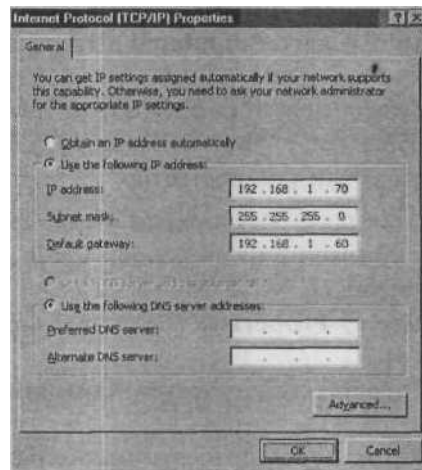 Internet Protocol (TCP/IP) Properties
General
You can get IP settings assigned automatically if your network supports
this capability. Otherwise, you need to ask your network administrator
for the appropriate IP settings.
Obtain an IP address automatically
Use the following IP address:
IP address: 192 . 168 . 1 . 70
Subnet mask: 255 . 255 . 255 . 0
Default gateway: 192 . 168 . 1 . 60
Use the following DNS server addresses:
Preferred DNS server:
Alternate DNS server:
Advanced...
OK Cancel